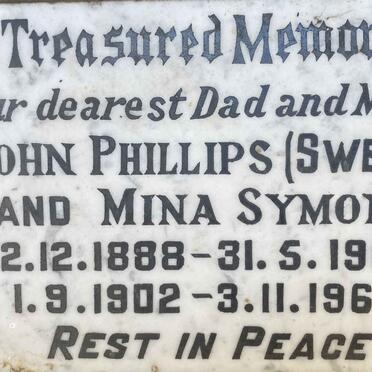 Treasured Memor
ur dearest Dad and M
OHN PHILLIPS (SWE
AND MINA SYMO
2.12.1888 - 31.5.19
1.9.1902 - 3.11.196
REST IN PEACE